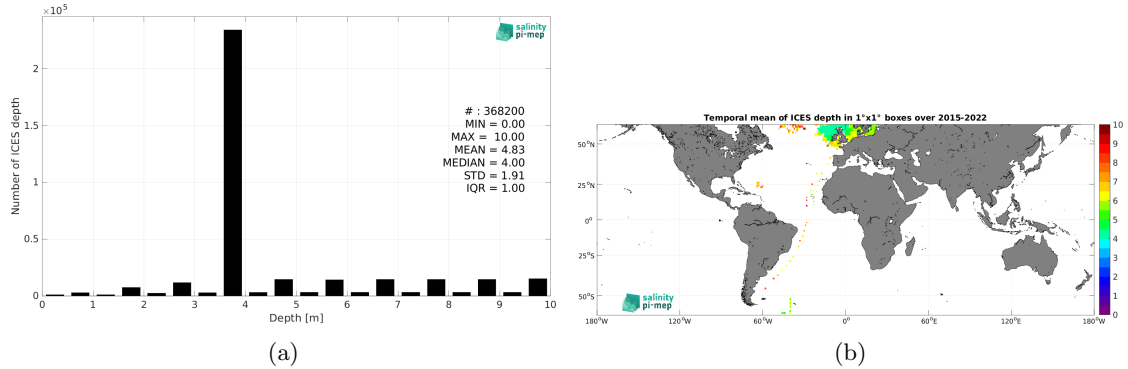 ×10⁵
salinity
pi-mep
# : 368200
MIN = 0.00
MAX = 10.00
MEAN = 4.83
MEDIAN = 4.00
STD = 1.91
IQR = 1.00
Number of ICES depth
2
1.5
1
0.5
0
0 1 2 3 4 5 6 7 8 9 10
Depth [m]
(a)
Temporal mean of ICES depth in 1°x1° boxes over 2015-2022
50°N
25°N
0°
25°S
50°S
salinity
pi-mep
180°W 120°W 60°W 0° 60°E 120°E 180°W
10
9
8
7
6
5
4
3
2
1
0
(b)